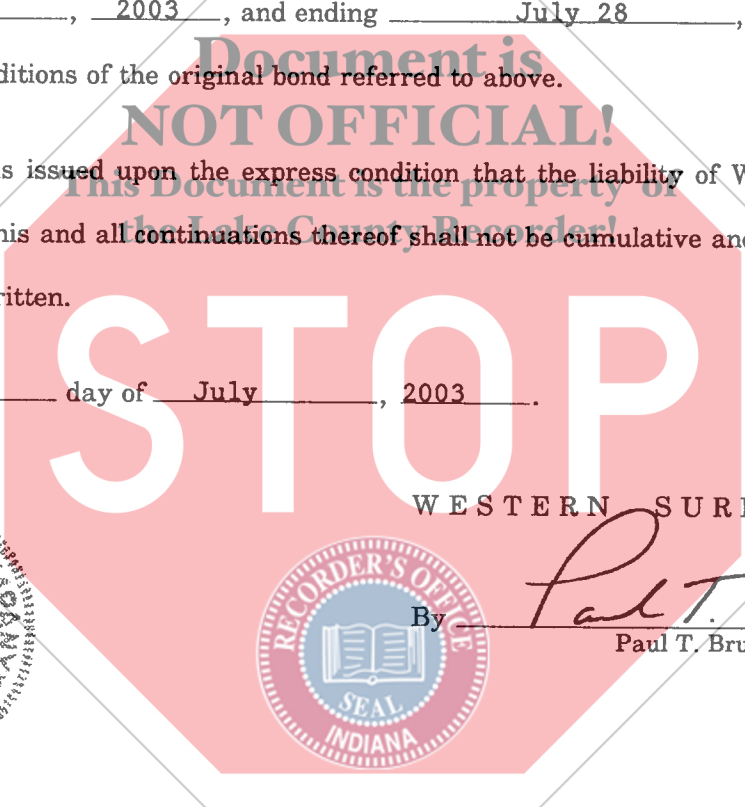 , 2003 , and ending July 28 ,
Document is
ditions of the original bond referred to above.
NOT OFFICIAL!
s issued upon the express condition that the liability of W
This Document is the property of
his and all continuations thereof shall not be cumulative and
the Lake County Recorder!
ritten.
STOP
day of July , 2003 .
WESTERN SUR
RECORDER'S OFFICE
Paul T.
By
Paul T. Bru
SEAL
INDIANA